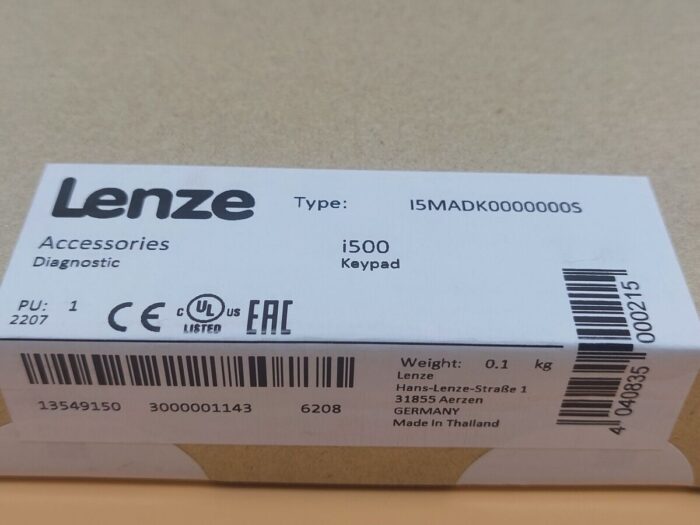 Lenze
Type: I5MADK0000000S
Accessories
Diagnostic
i500
Keypad
PU: 1
2207
CE
C UL US
LISTED
EAC
13549150 3000001143 6208
Weight: 0.1 kg
Lenze
Hans-Lenze-Straße 1
31855 Aerzen
GERMANY
Made In Thailand
4 040835 000215